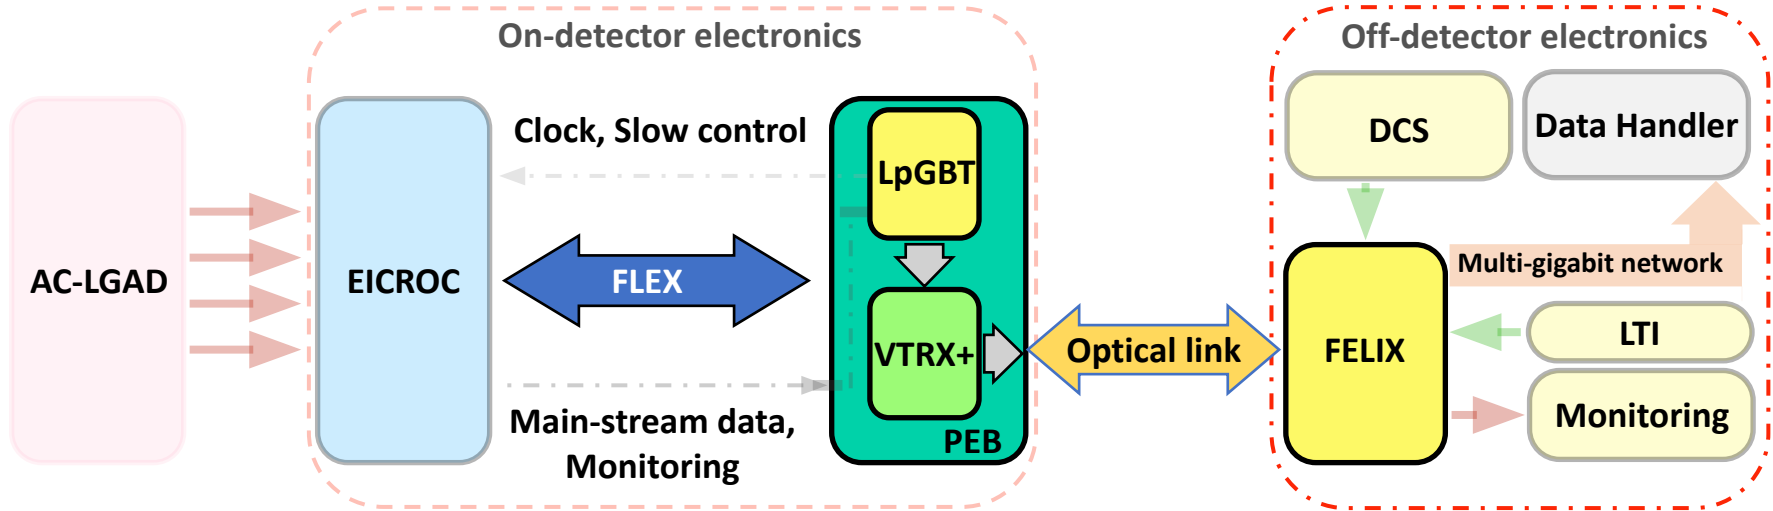 On-detector electronics
Off-detector electronics
AC-LGAD
EICROC
Clock, Slow control
FLEX
Main-stream data,
Monitoring
LpGBT
VTRX+
PEB
Optical link
DCS
Data Handler
Multi-gigabit network
FELIX
LTI
Monitoring